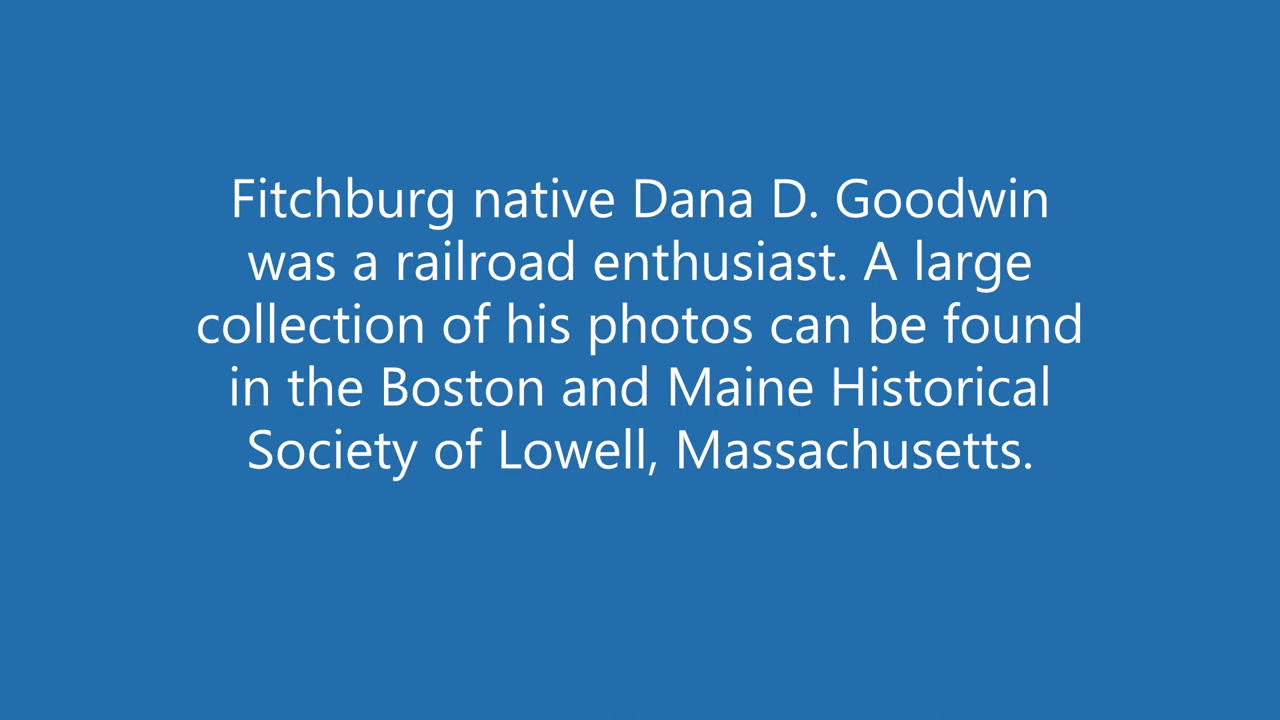 Fitchburg native Dana D. Goodwin
was a railroad enthusiast. A large
collection of his photos can be found
in the Boston and Maine Historical
Society of Lowell, Massachusetts.